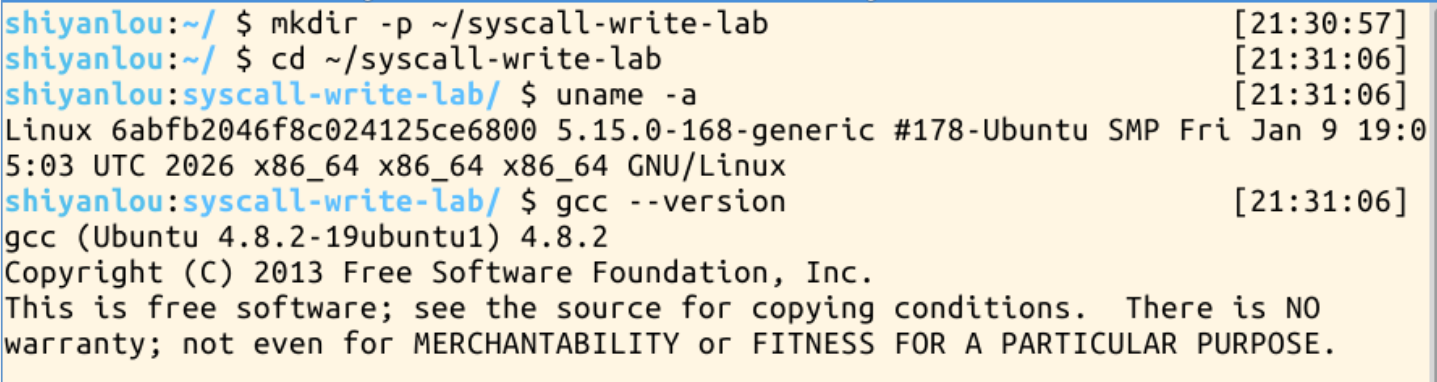 shiyanlou:~/ $ mkdir -p ~/syscall-write-lab [21:30:57]
shiyanlou:~/ $ cd ~/syscall-write-lab [21:31:06]
shiyanlou:syscall-write-lab/ $ uname -a [21:31:06]
Linux 6abfb2046f8c024125ce6800 5.15.0-168-generic #178-Ubuntu SMP Fri Jan 9 19:0
5:03 UTC 2026 x86_64 x86_64 x86_64 GNU/Linux
shiyanlou:syscall-write-lab/ $ gcc --version [21:31:06]
gcc (Ubuntu 4.8.2-19ubuntu1) 4.8.2
Copyright (C) 2013 Free Software Foundation, Inc.
This is free software; see the source for copying conditions.  There is NO
warranty; not even for MERCHANTABILITY or FITNESS FOR A PARTICULAR PURPOSE.